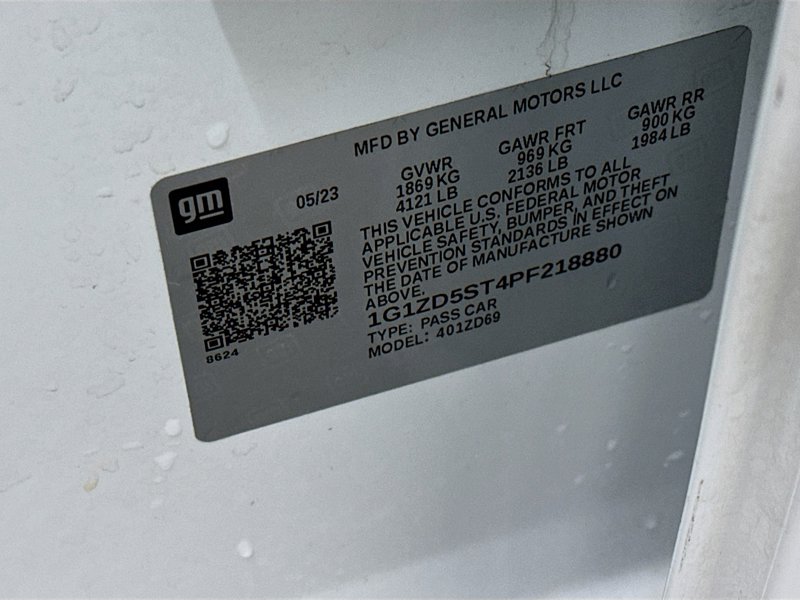 MFD BY GENERAL MOTORS LLC
gm
05/23
GVWR GAWR FRT GAWR RR
1869 KG 969 KG 900 KG
4121 LB 2136 LB 1984 LB
THIS VEHICLE CONFORMS TO ALL
APPLICABLE U.S. FEDERAL MOTOR
VEHICLE SAFETY, BUMPER, AND THEFT
PREVENTION STANDARDS IN EFFECT ON
THE DATE OF MANUFACTURE SHOWN
ABOVE.
1G1ZD5ST4PF218880
TYPE: PASS CAR
MODEL: 401ZD69
8624